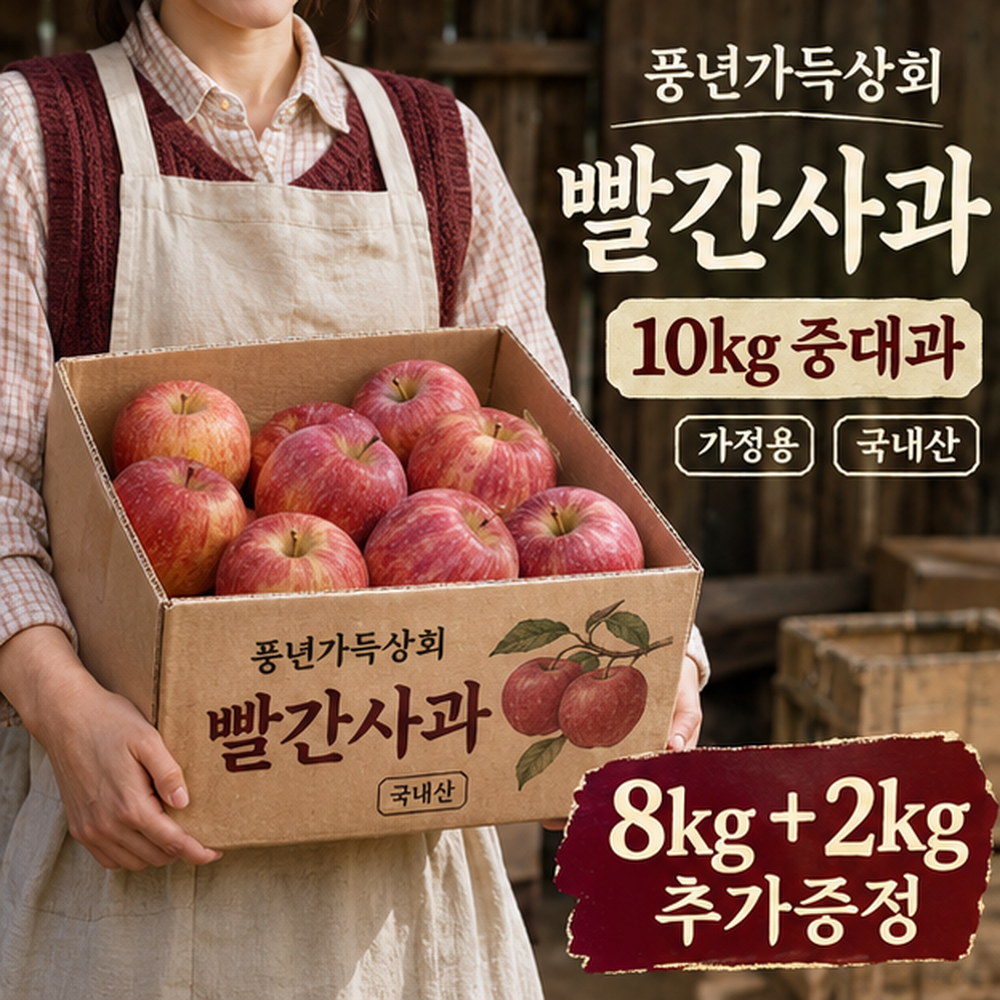 풍년가득상회
빨간사과
10kg 중대과
가정용 국내산
풍년가득상회
빨간사과
국내산
8kg + 2kg
추가증정